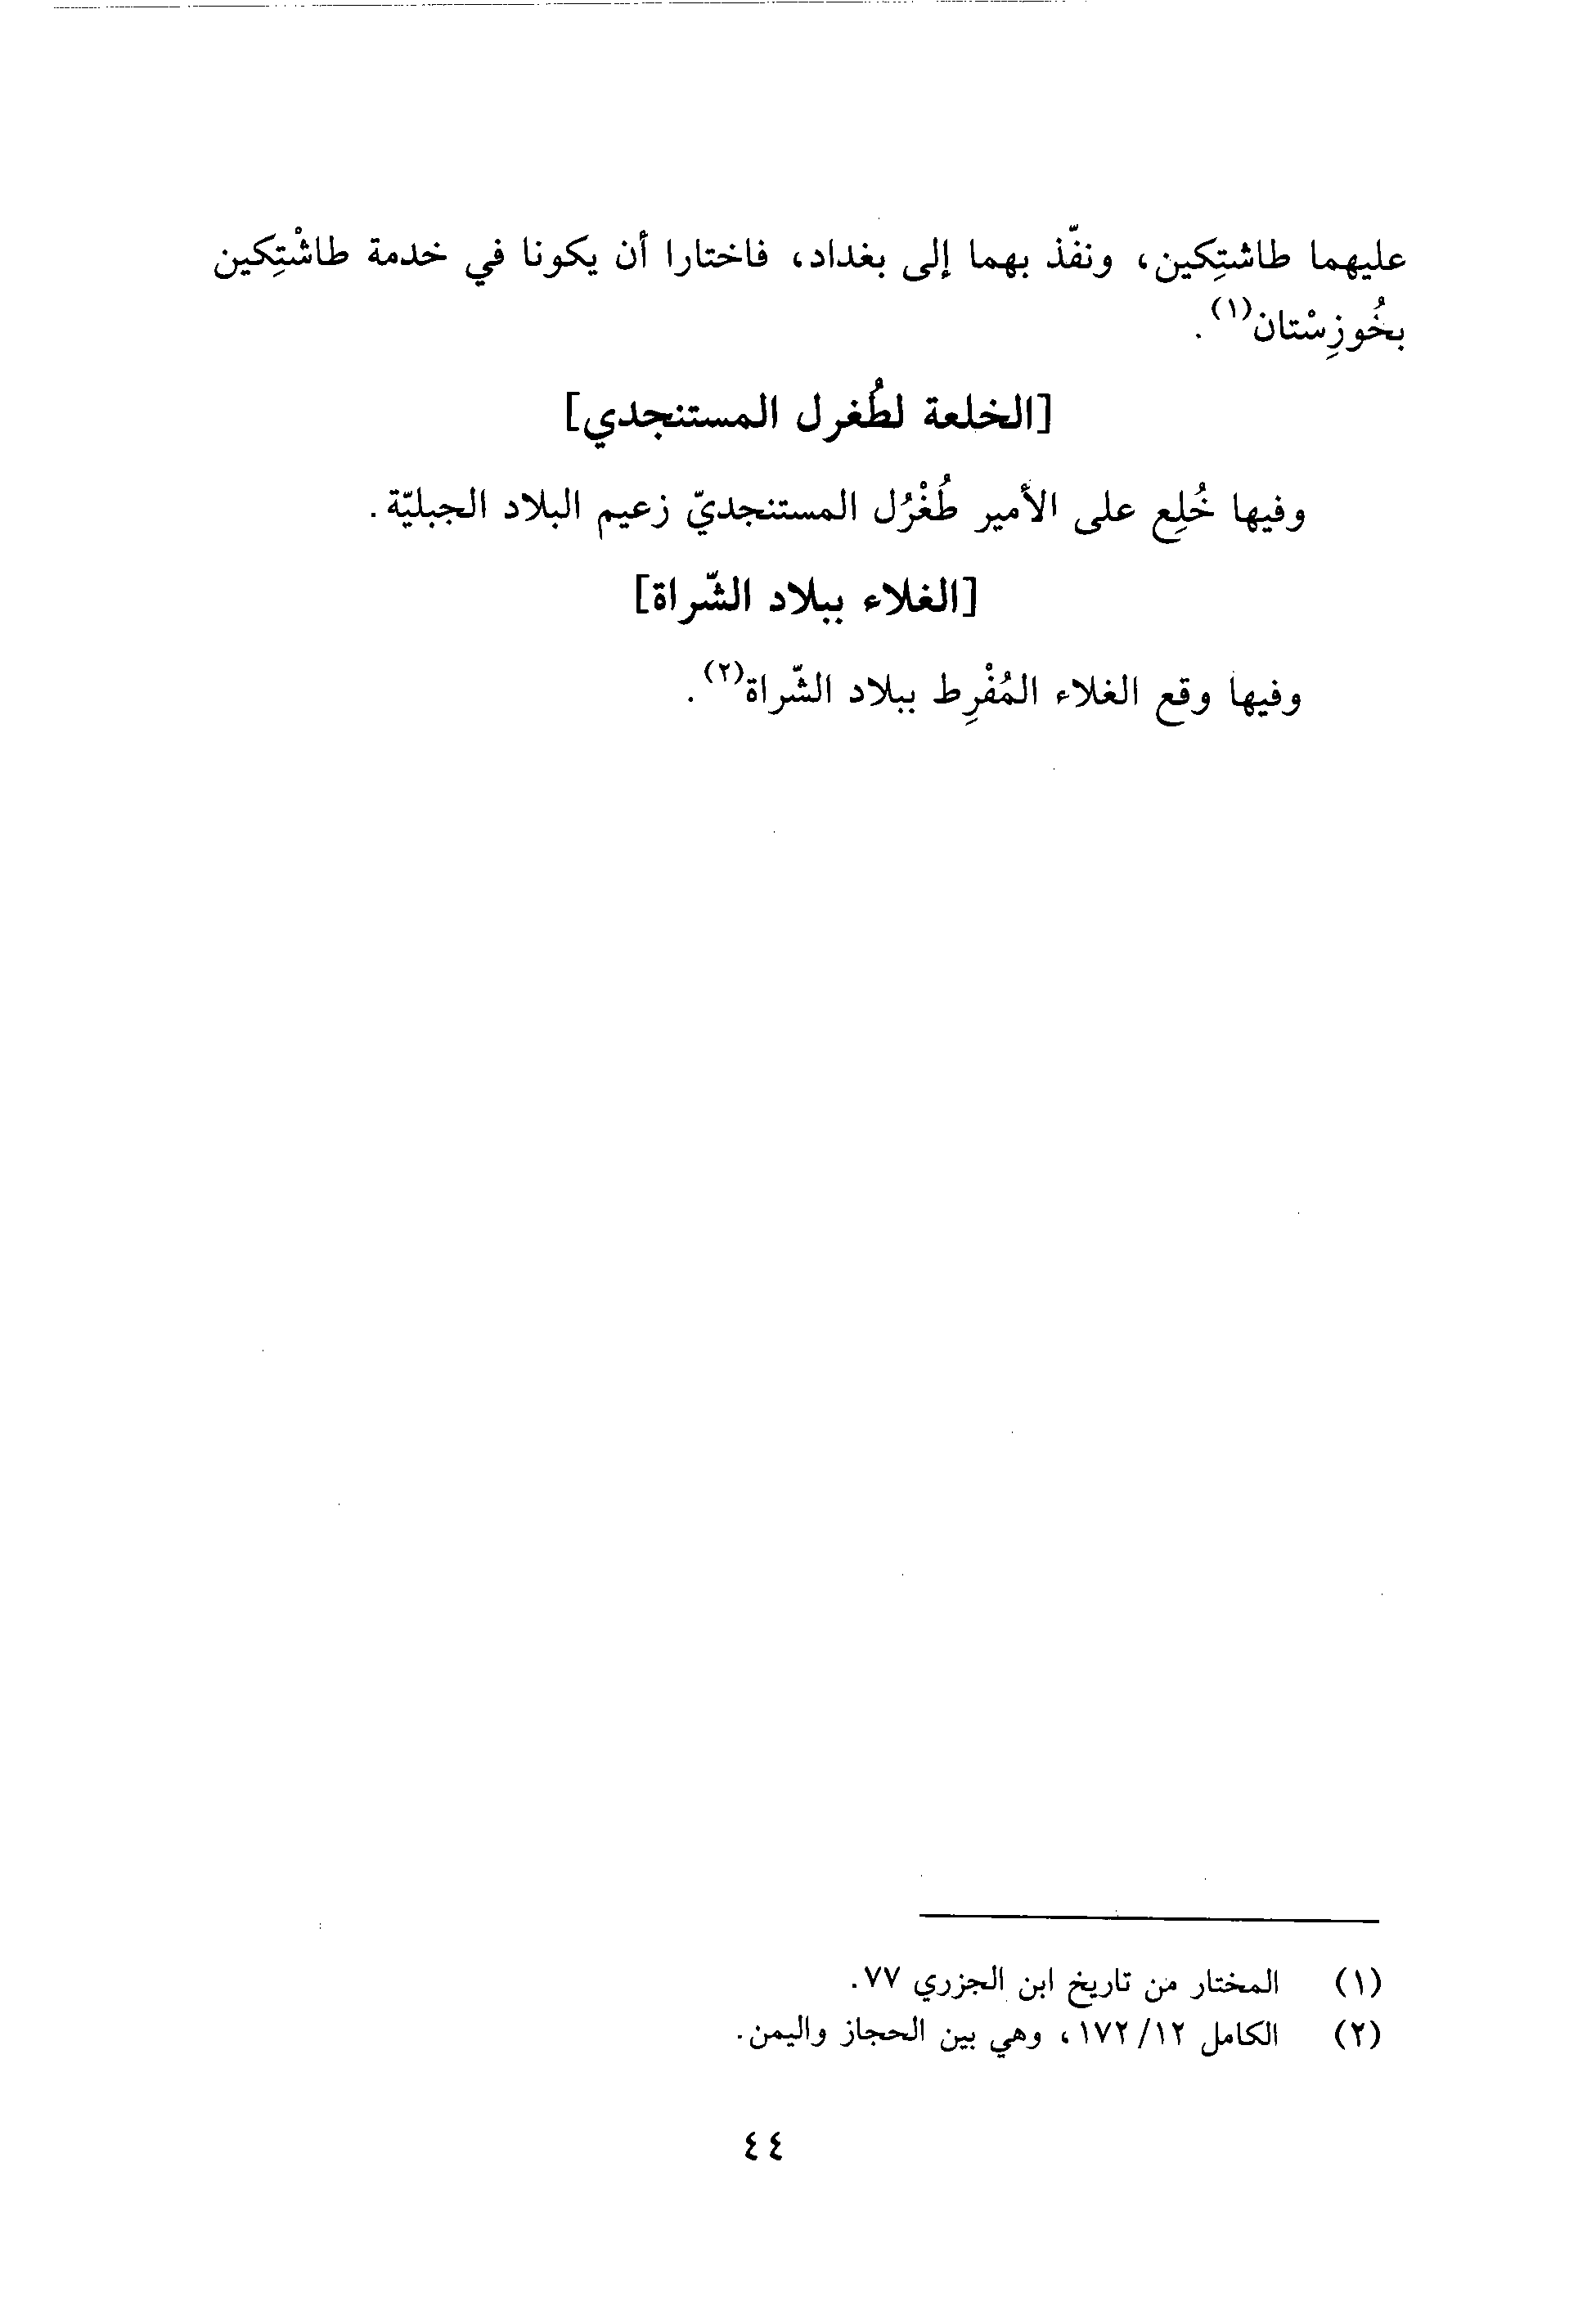 عليهما طاشتِكين، ونفّذ بهما إلى بغداد، فاختارا أن يكونا في خدمة طاشْتِكين
بخُوزِسْتان(١).
[الخلعة لطُغرل المستنجدي]
وفيها خُلِع على الأمير طُغْرُل المستنجديّ زعيم البلاد الجبليّة.
[الغلاء ببلاد الشّراة]
وفيها وقع الغلاء المُفْرِط ببلاد الشّراة(٢).
(١) المختار من تاريخ ابن الجزري ٧٧.
(٢) الكامل ١٢/ ١٧٢، وهي بين الحجاز واليمن.
٤٤